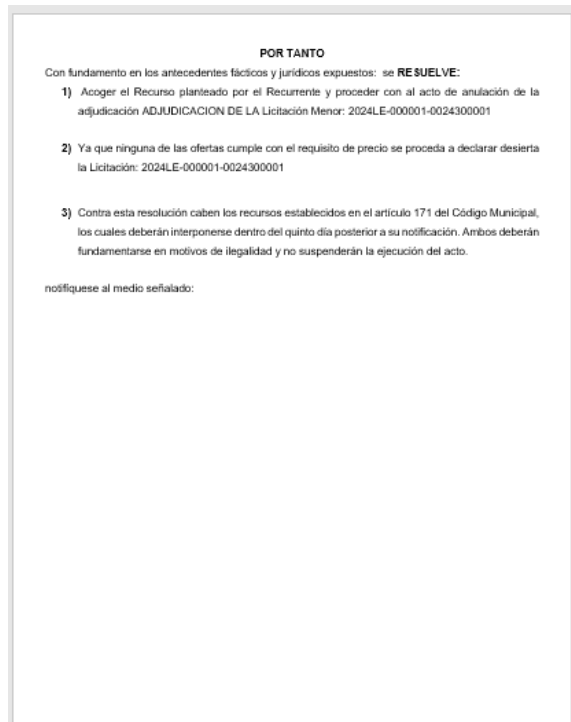 POR TANTO
Con fundamento en los antecedentes fácticos y jurídicos expuestos: se RESUELVE:
1) Acoger el Recurso planteado por el Recurrente y proceder con al acto de anulación de la
adjudicación ADJUDICACION DE LA Licitación Menor: 2024LE-000001-0024300001
2) Ya que ninguna de las ofertas cumple con el requisito de precio se proceda a declarar desierta
la Licitación: 2024LE-000001-0024300001
3) Contra esta resolución caben los recursos establecidos en el artículo 171 del Código Municipal,
los cuales deberán interponerse dentro del quinto día posterior a su notificación. Ambos deberán
fundamentarse en motivos de ilegalidad y no suspenderán la ejecución del acto.
notifíquese al medio señalado: